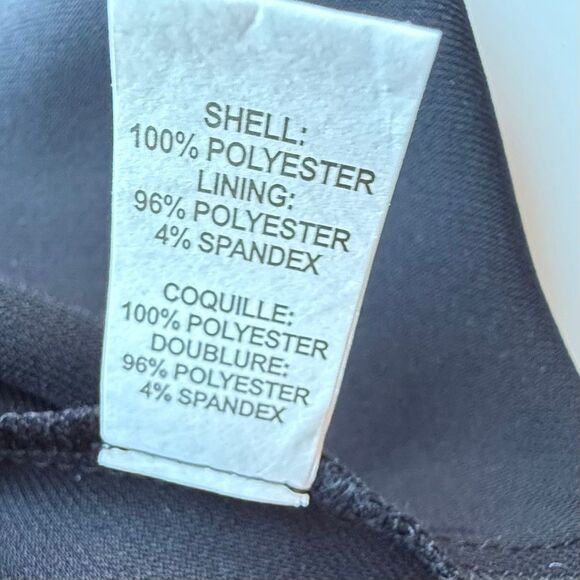 SHELL:
100% POLYESTER
LINING:
96% POLYESTER
4% SPANDEX
COQUILLE:
100% POLYESTER
DOUBLURE:
96% POLYESTER
4% SPANDEX